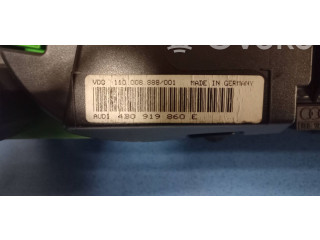 VDO 110.008.988/001 MADE IN GERMANY
AUDI 4B0 919 860 E